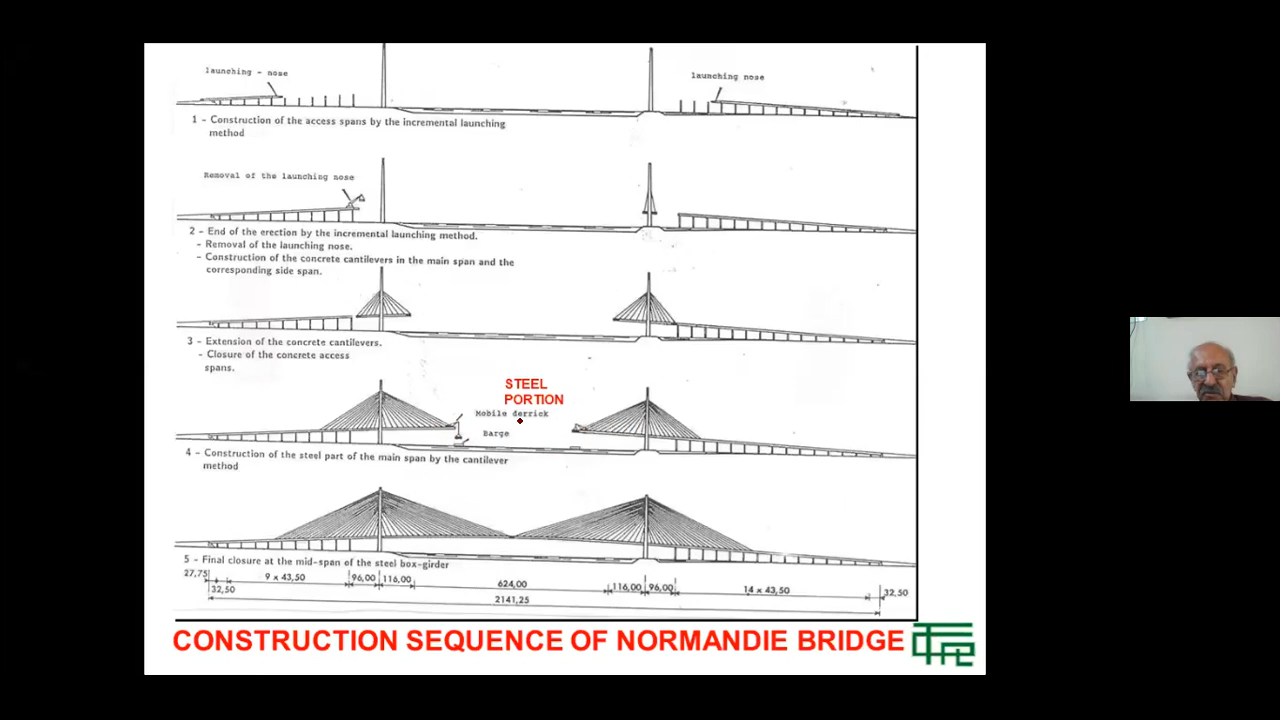 launching - nose
launching nose
1 - Construction of the access spans by the incremental launching
method
Removal of the launching nose
2 - End of the erection by the incremental launching method.
- Removal of the launching nose.
- Construction of the concrete cantilevers in the main span and the
corresponding side span.
3 - Extension of the concrete cantilevers.
- Closure of the concrete access
spans.
STEEL
PORTION
Mobile derrick
Barge
4 - Construction of the steel part of the main span by the cantilever
method
5 - Final closure at the mid-span of the steel box-girder
27,75
32,50
9 x 43,50
96,00
116,00
624,00
116,00
96,00
14 x 43,50
32,50
2141,25
CONSTRUCTION SEQUENCE OF NORMANDIE BRIDGE